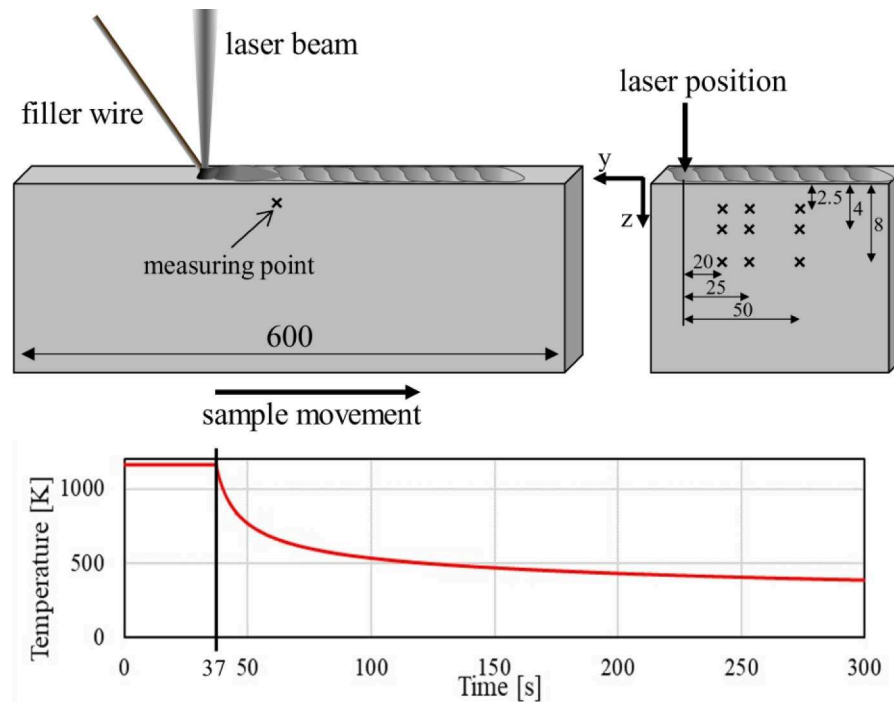 laser beam
filler wire
laser position
y
z
measuring point
2.5
4
8
20
25
50
600
sample movement
Temperature [K]
1000
500
0
0
37
50
100
150
200
250
300
Time [s]